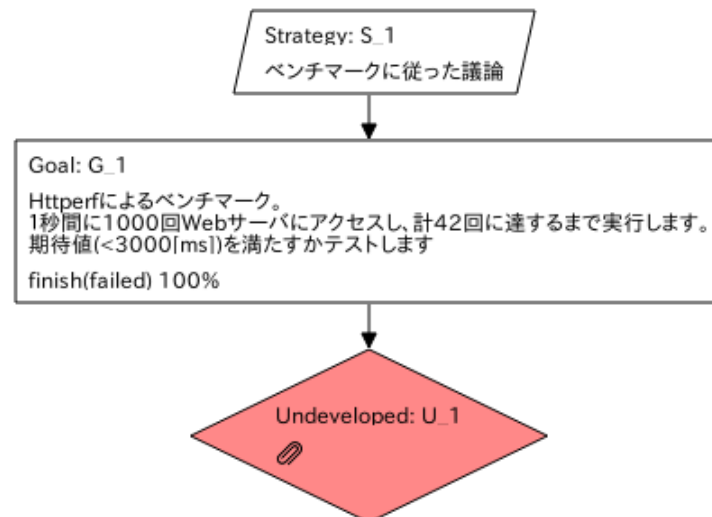 Strategy: S_1
ベンチマークに従った議論
Goal: G_1
Httperfによるベンチマーク。
1秒間に1000回Webサーバにアクセスし、計42回に達するまで実行します。
期待値(<3000[ms])を満たすかテストします
finish(failed) 100%
Undeveloped: U_1